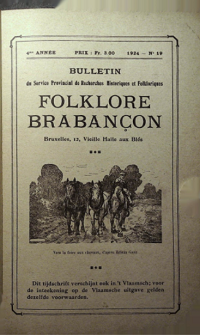 4me ANNÉE PRIX : Fr. 3 00 1924 - N° 19
BULLETIN
du Service Provincial de Recherches Historiques et Folkloriques
FOLKLORE
BRABANÇON
Bruxelles, 12, Vieille Halle aux Blés
Dit tijdschrift verschijnt ook in 't Vlaamsch; voor
de inteekening op de Vlaamsche uitgave gelden
dezelfde voorwaarden.